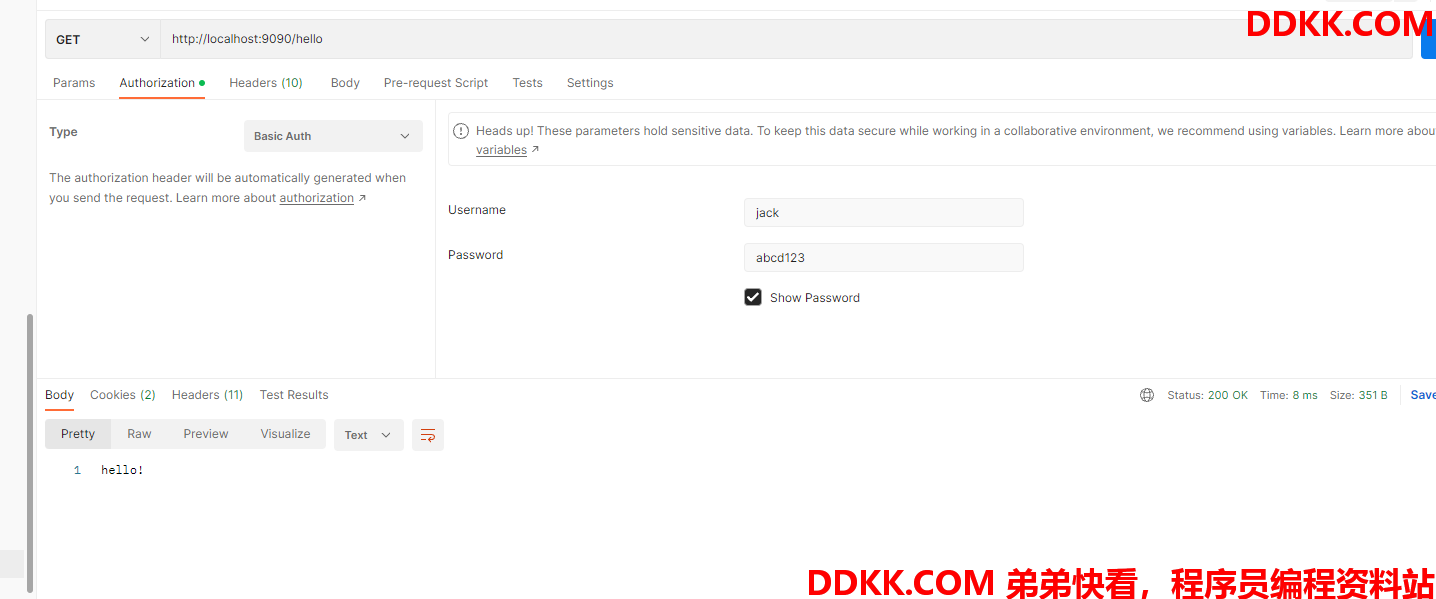 DDKK.COM
GET http://localhost:9090/hello
Params Authorization Headers (10) Body Pre-request Script Tests Settings
Type Basic Auth
The authorization header will be automatically generated when
you send the request. Learn more about authorization ↗
Heads up! These parameters hold sensitive data. To keep this data secure while working in a collaborative environment, we recommend using variables. Learn more abou
variables ↗
Username jack
Password abcd123
Show Password
Body Cookies (2) Headers (11) Test Results Status: 200 OK Time: 8 ms Size: 351 B Save
Pretty Raw Preview Visualize Text
1 hello!
DDKK.COM 弟弟快看，程序员编程资料站